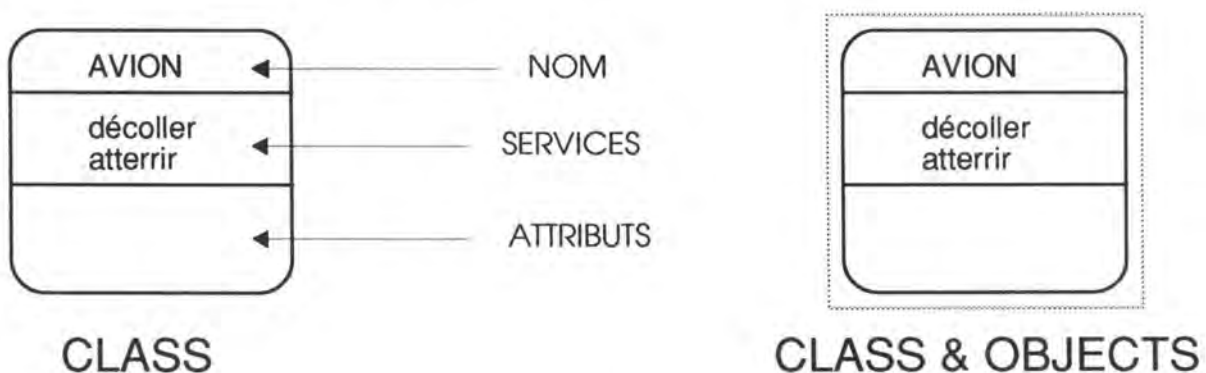 AVION
NOM
AVION
décoller
atterrir
SERVICES
décoller
atterrir
ATTRIBUTS
CLASS
CLASS & OBJECTS